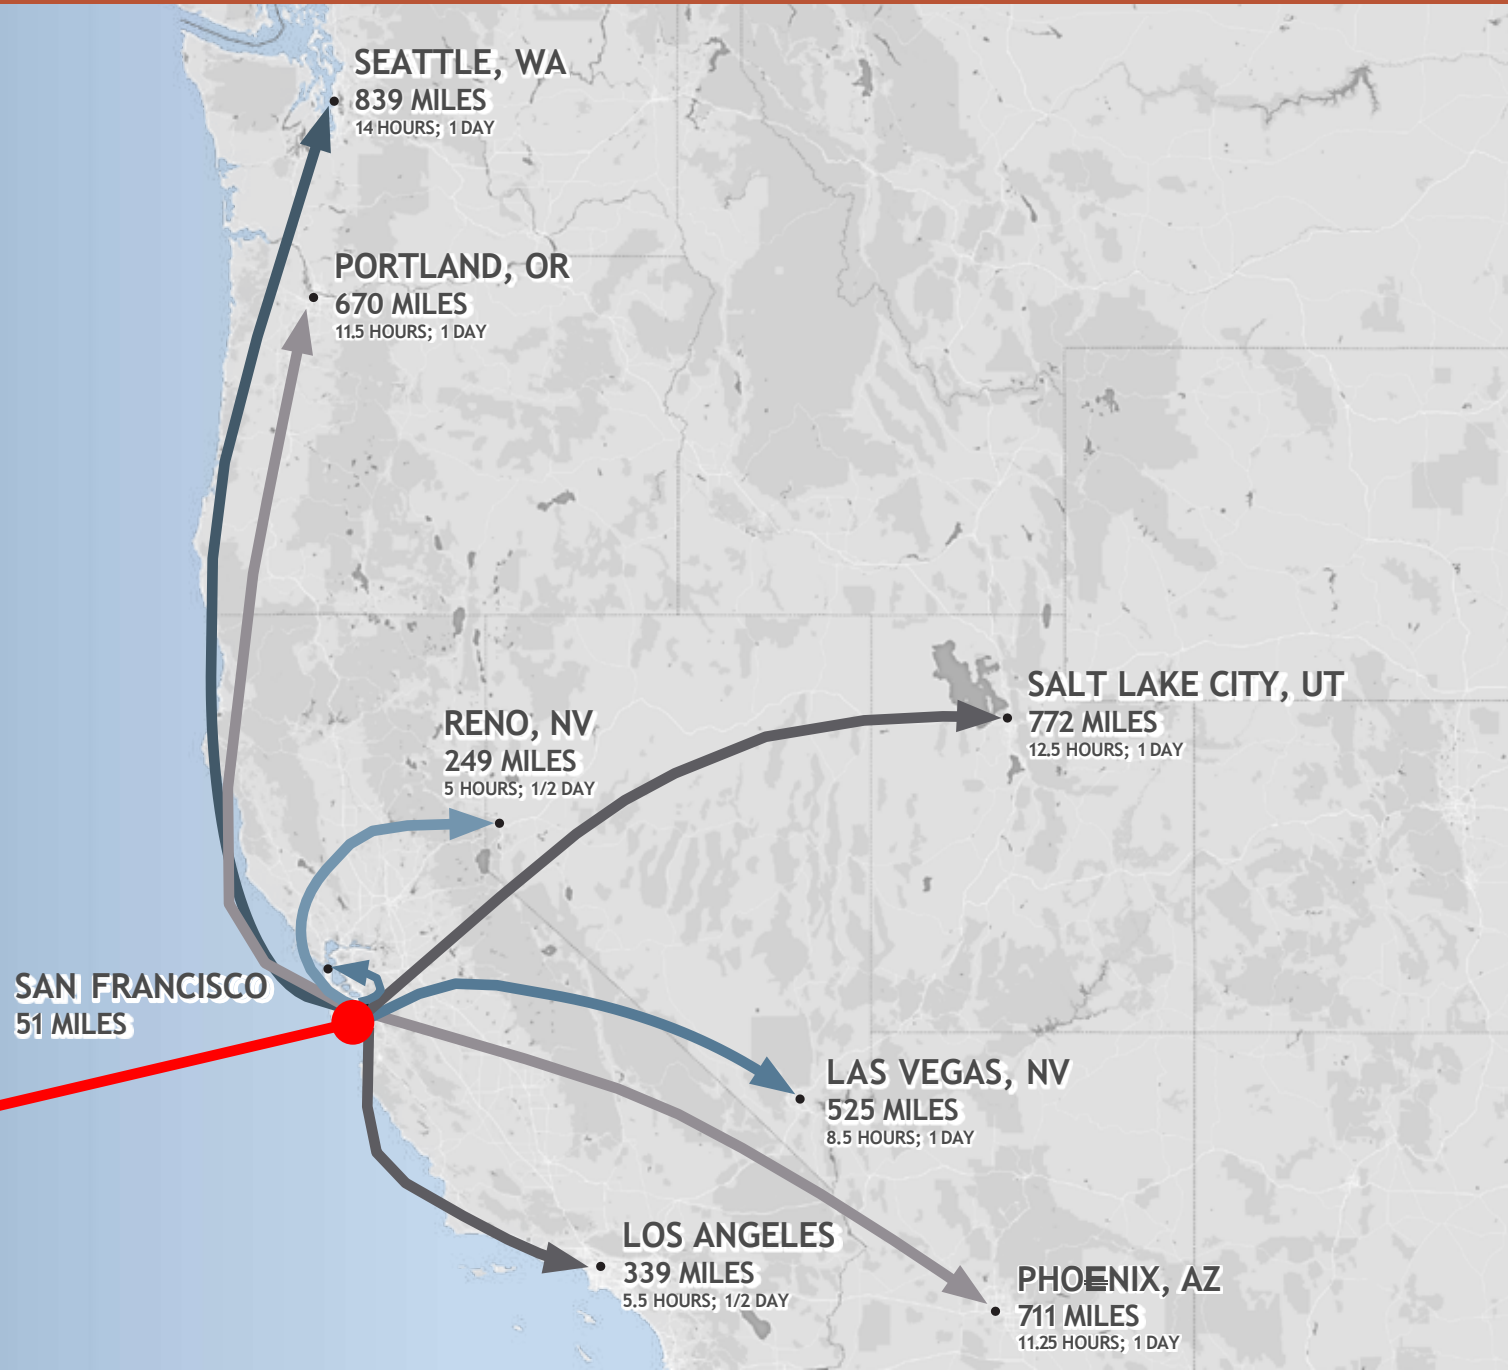 SEATTLE, WA
839 MILES
14 HOURS; 1 DAY
PORTLAND, OR
670 MILES
11.5 HOURS; 1 DAY
SALT LAKE CITY, UT
772 MILES
12.5 HOURS; 1 DAY
RENO, NV
249 MILES
5 HOURS; 1/2 DAY
SAN FRANCISCO
51 MILES
LAS VEGAS, NV
525 MILES
8.5 HOURS; 1 DAY
LOS ANGELES
339 MILES
5.5 HOURS; 1/2 DAY
PHOENIX, AZ
711 MILES
11.25 HOURS; 1 DAY